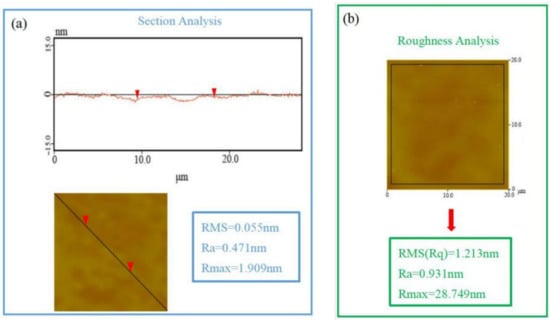 (a)
Section Analysis
nm
15.0
0
-15.0
0
10.0
20.0
μm
RMS=0.055nm
Ra=0.471nm
Rmax=1.909nm
(b)
Roughness Analysis
20.0
10.0
0
0
10.0
20.0
μm
RMS(Rq)=1.213nm
Ra=0.931nm
Rmax=28.749nm